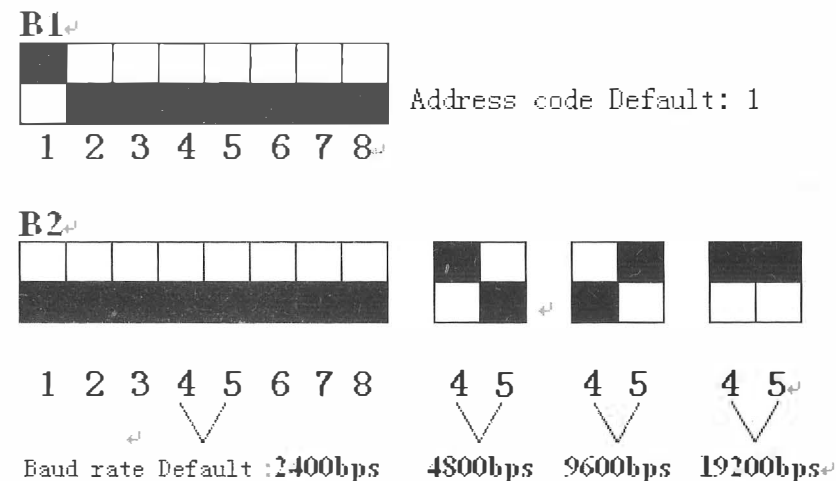 B1
Address code Default: 1
1 2 3 4 5 6 7 8
B2
1 2 3 4 5 6 7 8 4 5 4 5 4 5
Baud rate Default :2400bps 4800bps 9600bps 19200bps